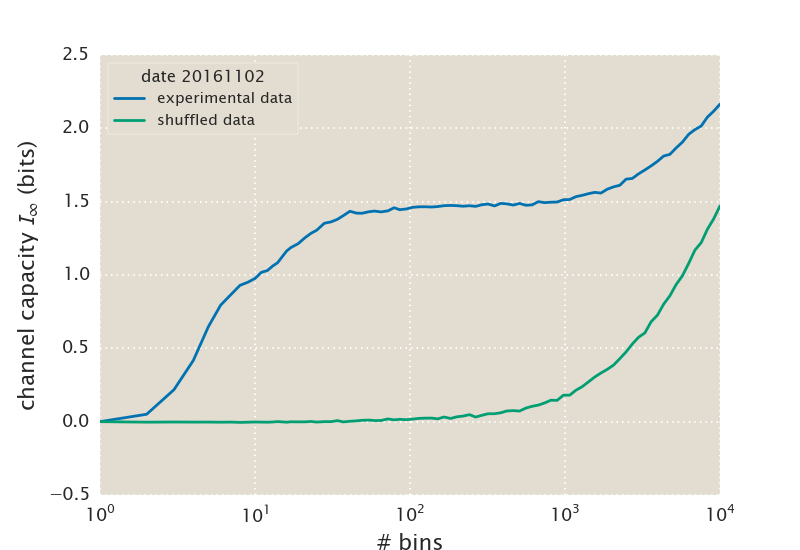 2.5
date 20161102
experimental data
shuffled data
2.0
1.5
1.0
0.5
0.0
−0.5
channel capacity I∞ (bits)
10⁰ 10¹ 10² 10³ 10⁴
# bins